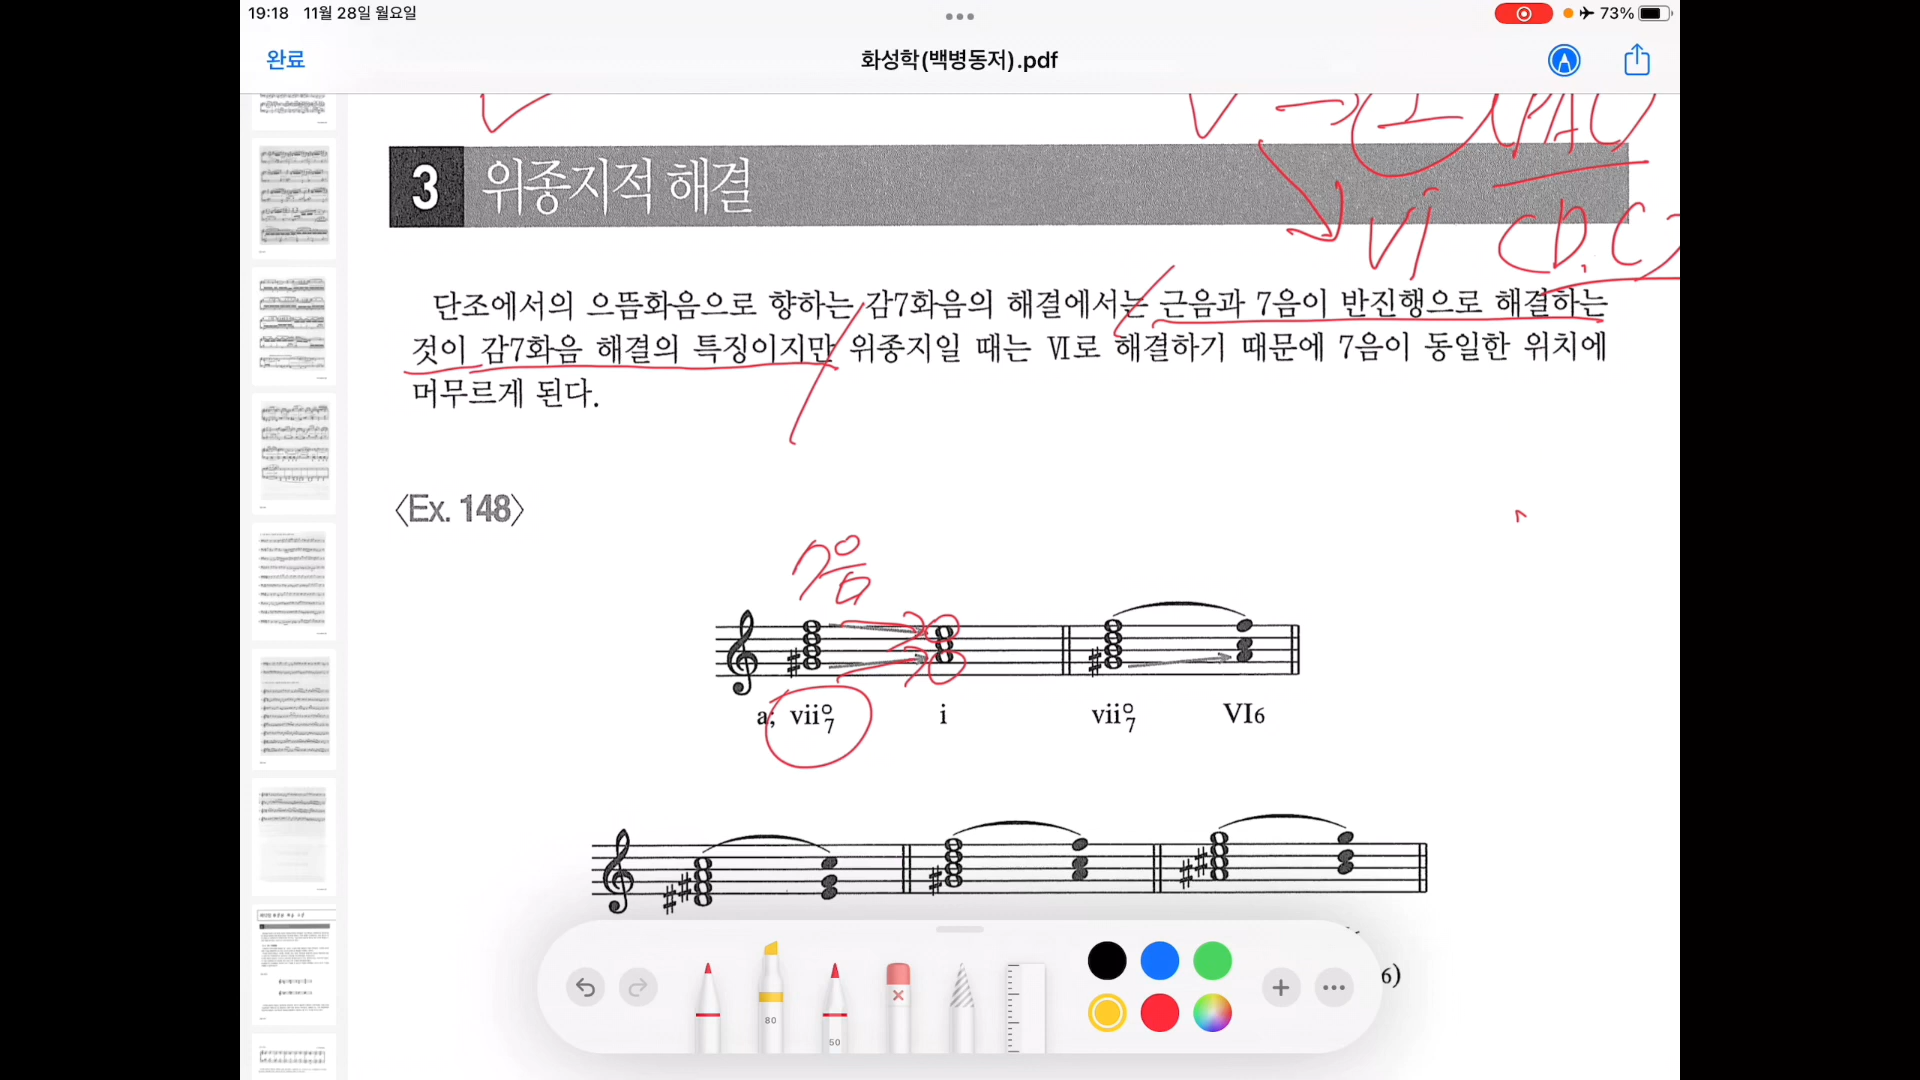 19:18 11월 28일 월요일
73%
완료
화성학(백병동저).pdf
V → I (PAC)
3 위종지적 해결
vi (D.C)
단조에서의 으뜸화음으로 향하는 감7화음의 해결에서는 근음과 7음이 반진행으로 해결하는
것이 감7화음 해결의 특징이지만 위종지일 때는 VI로 해결하기 때문에 7음이 동일한 위치에
머무르게 된다.
〈Ex. 148〉
7음
a; vii°7 i vii°7 VI6
6)
80
50